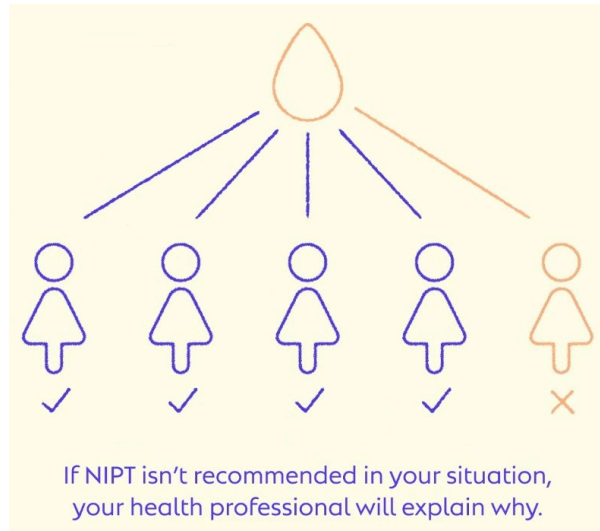 If NIPT isn't recommended in your situation,
your health professional will explain why.